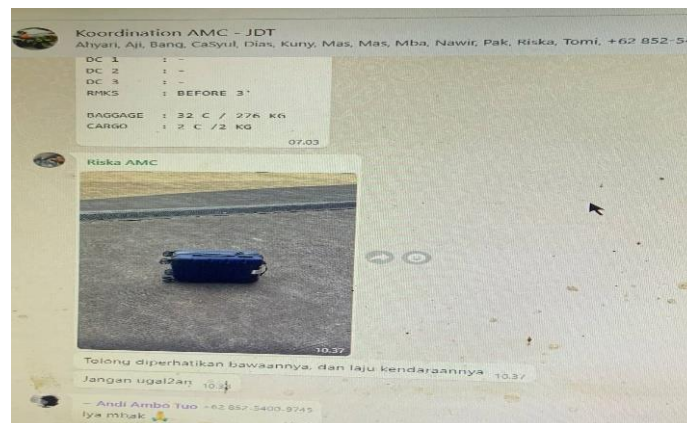 Koordination AMC - JDT
Ahyari, Aji, Bang, CaSyul, Dias, Kuny, Mas, Mas, Mba, Nawir, Pak, Riska, Tomi, +62 852-5
DC 1 : -
DC 2 : -
DC 3 : -
RMKS : BEFORE 3'
BAGGAGE : 32 C / 276 KG
CARGO : 2 C /2 KG
07.03
Riska AMC
10.37
Tolong diperhatikan bawaannya, dan laju kendaraannya 10.37
Jangan ugal2an
~ Andi Ambo Tuo +62 852-5400-9745
Iya mbak 🙏